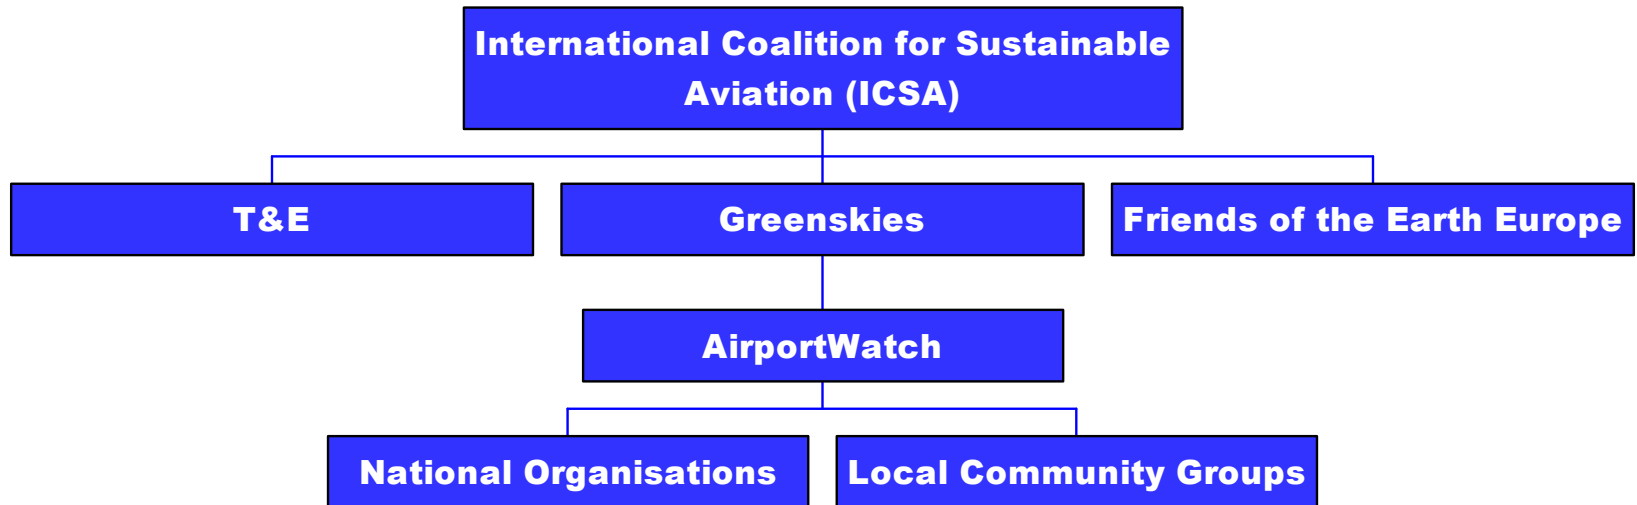 International Coalition for Sustainable
Aviation (ICSA)
T&E
Greenskies
Friends of the Earth Europe
AirportWatch
National Organisations
Local Community Groups